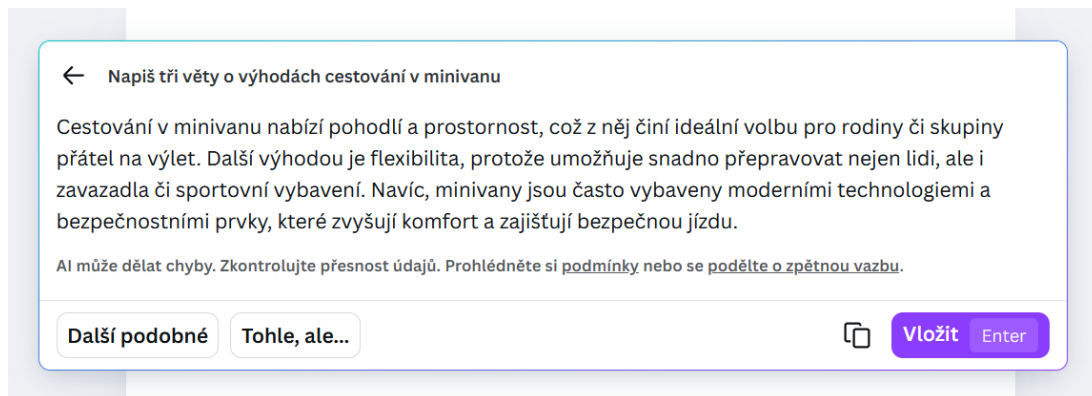 Napiš tři věty o výhodách cestování v minivanu
Cestování v minivanu nabízí pohodlí a prostornost, což z něj činí ideální volbu pro rodiny či skupiny
přátel na výlet. Další výhodou je flexibilita, protože umožňuje snadno přepravovat nejen lidi, ale i
zavazadla či sportovní vybavení. Navíc, minivany jsou často vybaveny moderními technologiemi a
bezpečnostními prvky, které zvyšují komfort a zajišťují bezpečnou jízdu.
AI může dělat chyby. Zkontrolujte přesnost údajů. Prohlédněte si podmínky nebo se podělte o zpětnou vazbu.
Další podobné Tohle, ale... Vložit Enter